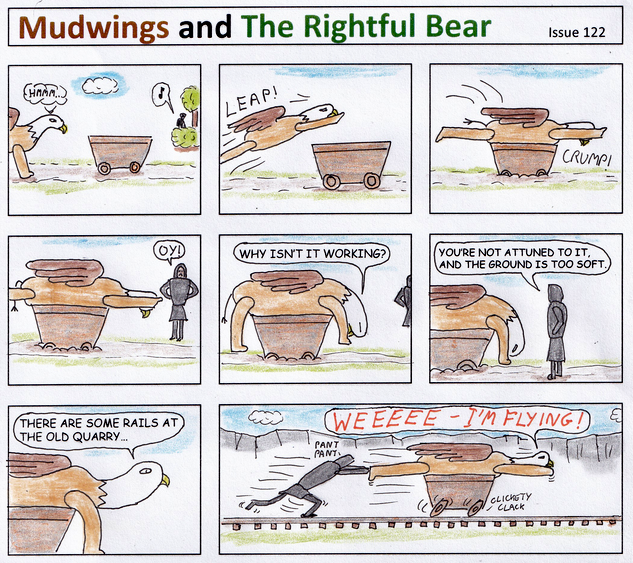 Mudwings and The Rightful Bear
Issue 122
HMMM...
LEAP!
CRUMP!
OY!
WHY ISN'T IT WORKING?
YOU'RE NOT ATTUNED TO IT,
AND THE GROUND IS TOO SOFT.
THERE ARE SOME RAILS AT
THE OLD QUARRY...
WEEEEE - I'M FLYING!
PANT
PANT
CLICKETY
CLACK